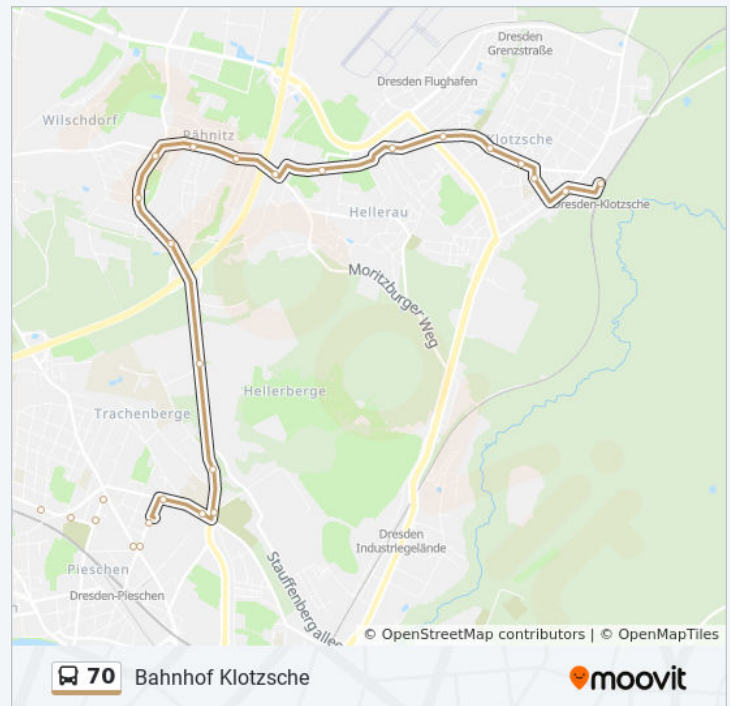 Dresden
Grenzstraße
Dresden Flughafen
Wilschdorf
Rähnitz
Klotzsche
Dresden-Klotzsche
Hellerau
Moritzburger Weg
Hellerberge
Trachenberge
Dresden
Industriegelände
Pieschen
Dresden-Pieschen
Stauffenbergallee
© OpenStreetMap contributors | © OpenMapTiles
70 Bahnhof Klotzsche
moovit